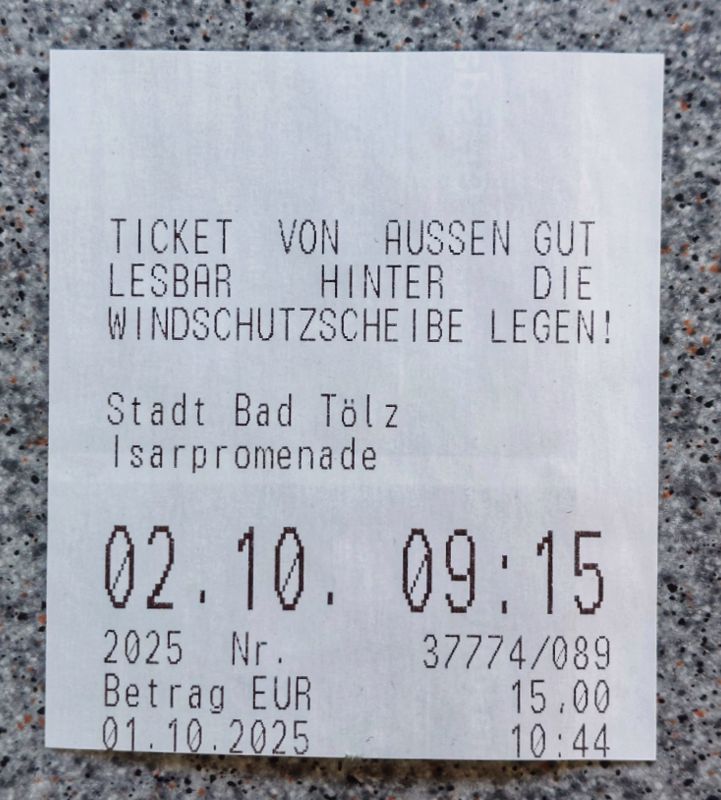 TICKET VON AUSSEN GUT
LESBAR HINTER DIE
WINDSCHUTZSCHEIBE LEGEN!
Stadt Bad Tölz
Isarpromenade
02.10. 09:15
2025 Nr. 37774/089
Betrag EUR 15,00
01.10.2025 10:44